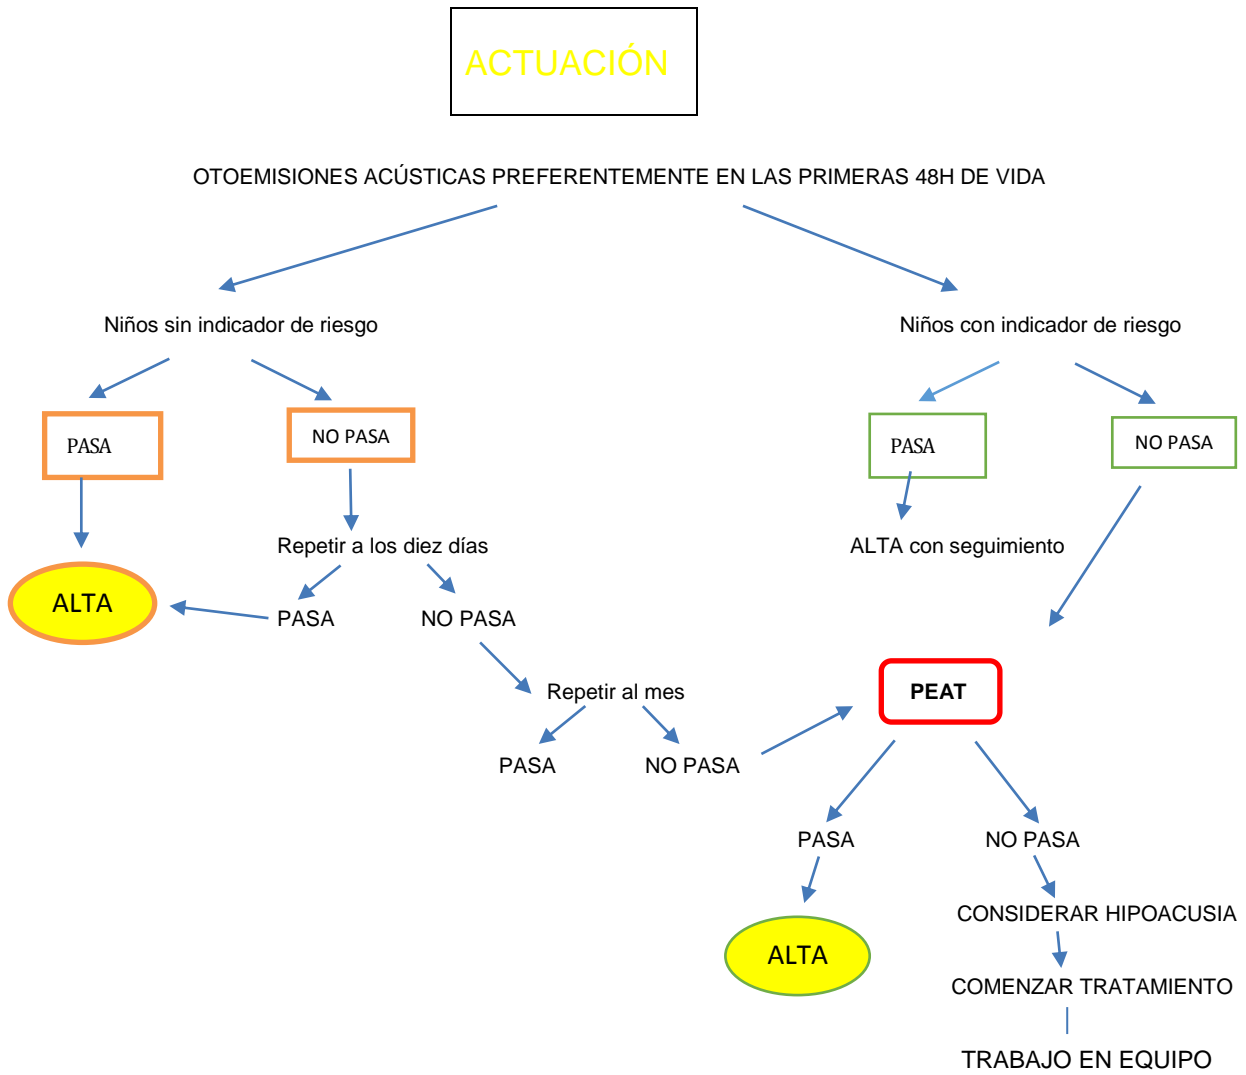 ACTUACIÓN
OTOEMISIONES ACÚSTICAS PREFERENTEMENTE EN LAS PRIMERAS 48H DE VIDA
Niños sin indicador de riesgo
Niños con indicador de riesgo
PASA
NO PASA
PASA
NO PASA
Repetir a los diez días
ALTA con seguimiento
ALTA
PASA
NO PASA
Repetir al mes
PEAT
PASA
NO PASA
PASA
NO PASA
CONSIDERAR HIPOACUSIA
ALTA
COMENZAR TRATAMIENTO
TRABAJO EN EQUIPO